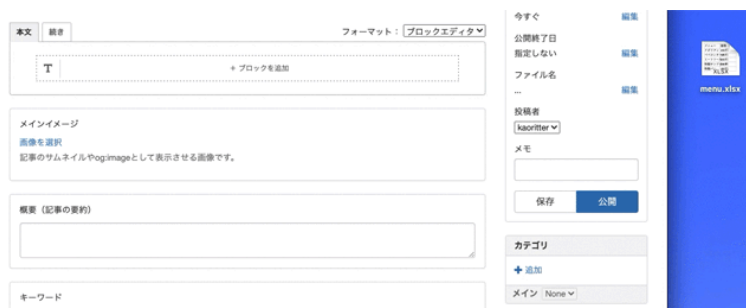 本文 続き
フォーマット： ブロックエディタ
T + ブロックを追加
メインイメージ
画像を選択
記事のサムネイルやog:imageとして表示させる画像です。
概要（記事の要約）
キーワード
今すぐ 編集
公開終了日
指定しない 編集
ファイル名
... 編集
投稿者
kaoritter
メモ
保存 公開
カテゴリ
+ 追加
メイン None
XLSX
menu.xlsx